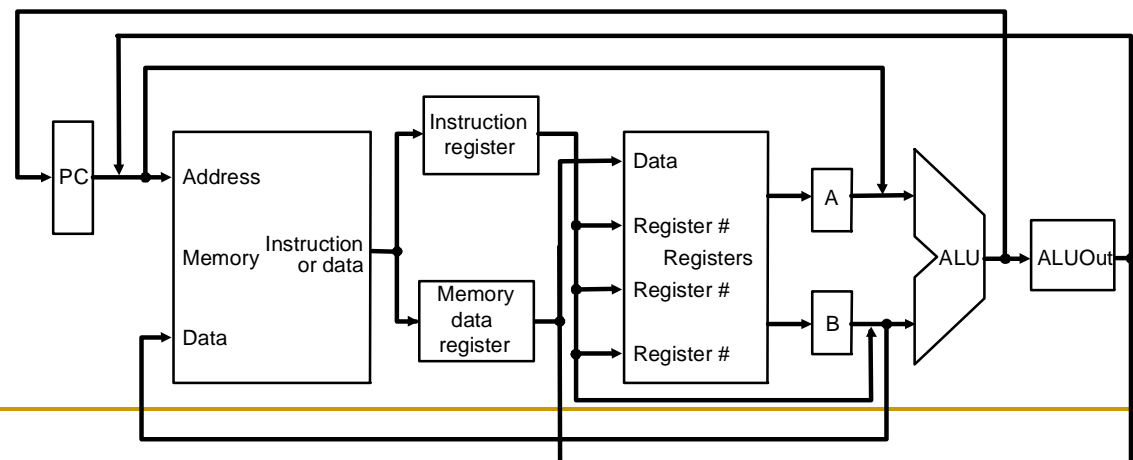 PC
Address
Memory
Instruction
or data
Data
Instruction
register
Memory
data
register
Data
Register #
Registers
Register #
Register #
A
B
ALU
ALUOut